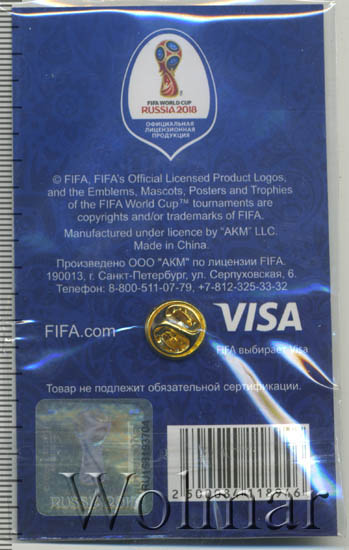 FIFA WORLD CUP
RUSSIA 2018
ОФИЦИАЛЬНАЯ
ЛИЦЕНЗИОННАЯ
ПРОДУКЦИЯ
© FIFA, FIFA's Official Licensed Product Logos,
and the Emblems, Mascots, Posters and Trophies
of the FIFA World Cup™ tournaments are
copyrights and/or trademarks of FIFA.
Manufactured under licence by "AKM" LLC.
Made in China.
Произведено ООО "АКМ" по лицензии FIFA.
190013, г. Санкт-Петербург, ул. Серпуховская, 6.
Телефон: 8-800-511-07-79, +7-812-325-33-32
FIFA.com
VISA
FIFA выбирает Visa
Товар не подлежит обязательной сертификации.
Wolmar